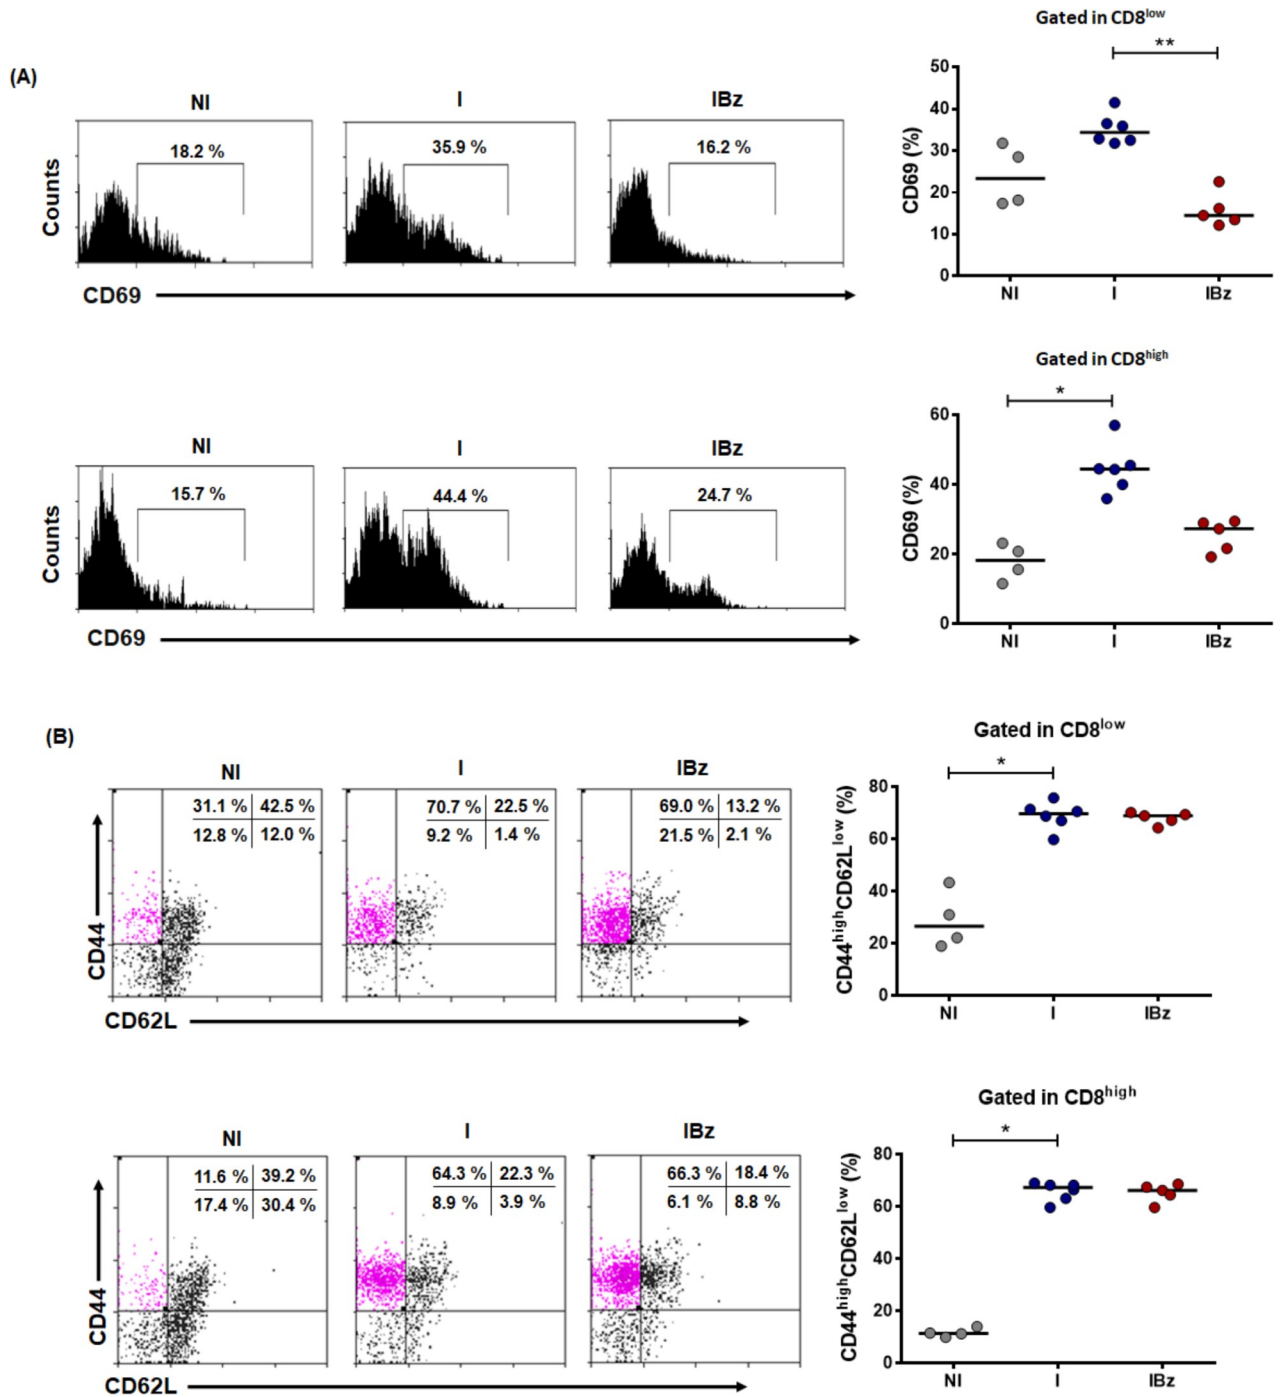 (A)
NI I IBz
18.2 % 35.9 % 16.2 %
Counts
CD69
Gated in CD8low
**
50
40
30
20
10
0
CD69 (%)
NI I IBz
NI I IBz
15.7 % 44.4 % 24.7 %
Counts
CD69
Gated in CD8high
*
60
40
20
0
CD69 (%)
NI I IBz
(B)
NI I IBz
31.1 % 42.5 % 70.7 % 22.5 % 69.0 % 13.2 %
12.8 % 12.0 % 9.2 % 1.4 % 21.5 % 2.1 %
CD44
CD62L
Gated in CD8low
*
80
60
40
20
0
CD44highCD62Llow (%)
NI I IBz
NI I IBz
11.6 % 39.2 % 64.3 % 22.3 % 66.3 % 18.4 %
17.4 % 30.4 % 8.9 % 3.9 % 6.1 % 8.8 %
CD44
CD62L
Gated in CD8high
*
80
60
40
20
0
CD44highCD62Llow (%)
NI I IBz